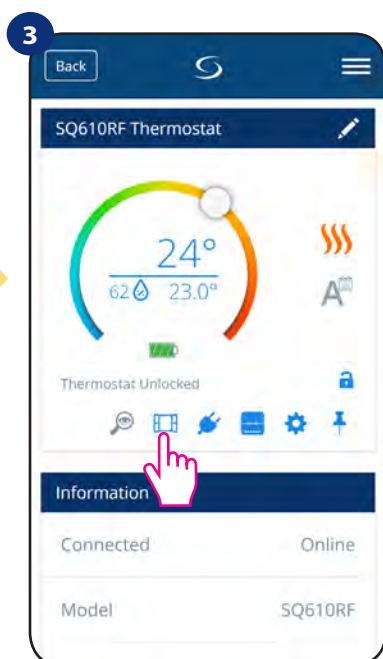 3
Back
SQ610RF Thermostat
24°
62 23.0°
A
Thermostat Unlocked
Information
Connected Online
Model SQ610RF